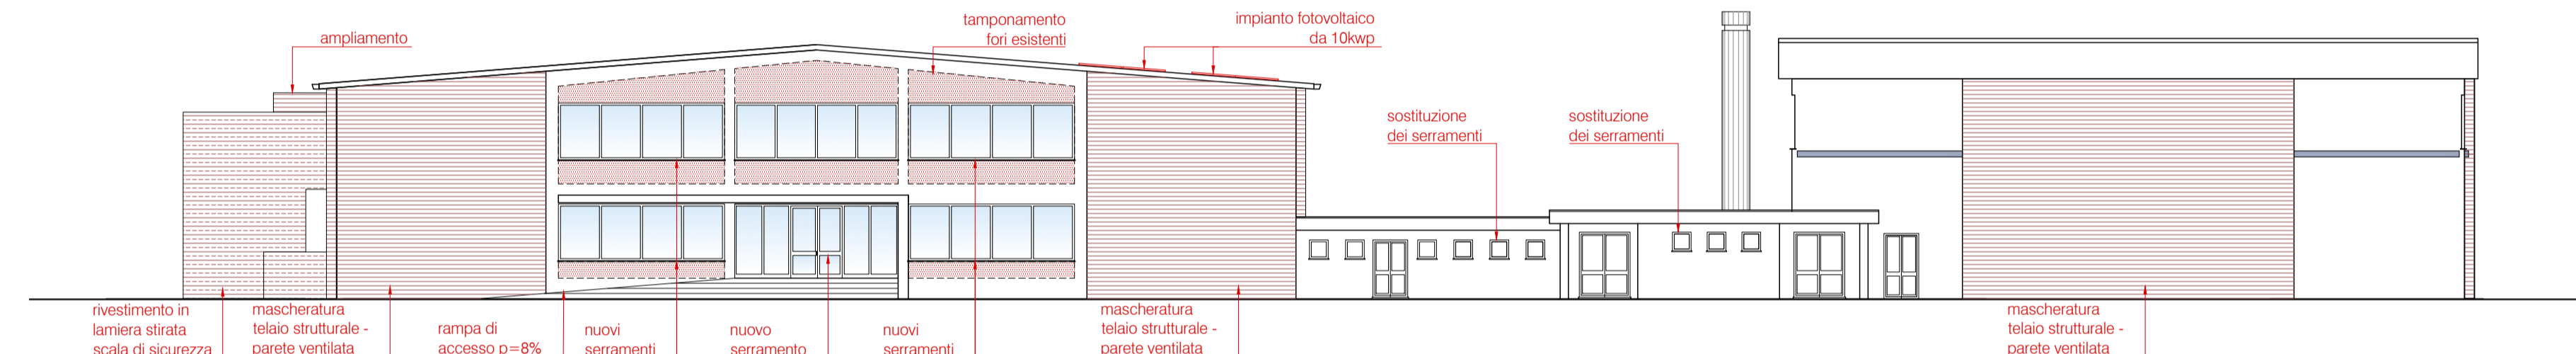 ampliamento
tamponamento
fori esistenti
impianto fotovoltaico
da 10kwp
sostituzione
dei serramenti
sostituzione
dei serramenti
rivestimento in
lamiera stirata
scala di sicurezza
mascheratura
telaio strutturale -
parete ventilata
rampa di
accesso p=8%
nuovi
serramenti
nuovo
serramento
nuovi
serramenti
mascheratura
telaio strutturale -
parete ventilata
mascheratura
telaio strutturale -
parete ventilata